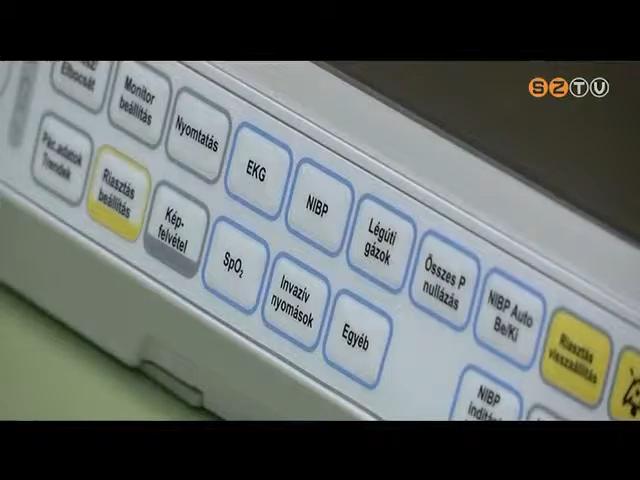 SZTV
Elbocsát
Monitor
beállítás
Nyomtatás
EKG
NIBP
Légúti
gázok
Összes P
nullázás
NIBP Auto
Be/Ki
Riasztás
visszaállítás
Pác.adatok
Trendek
Riasztás
beállítás
Kép-
felvétel
SpO₂
Invazív
nyomások
Egyéb
NIBP